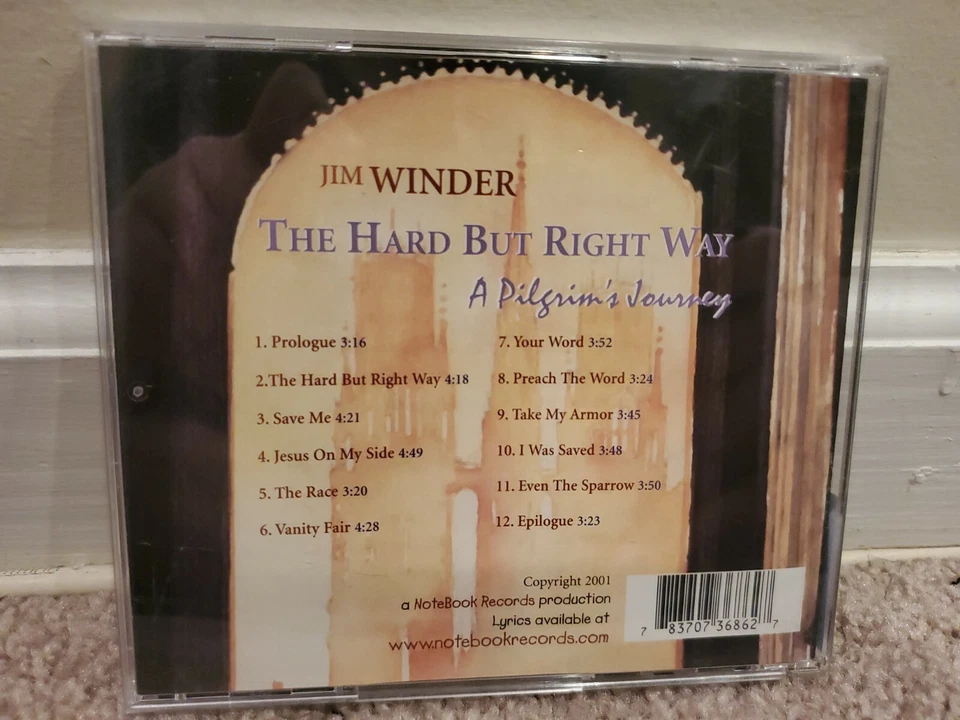 JIM WINDER
THE HARD BUT RIGHT WAY
A Pilgrim's Journey
1. Prologue 3:16
2.The Hard But Right Way 4:18
3. Save Me 4:21
4. Jesus On My Side 4:49
5. The Race 3:20
6. Vanity Fair 4:28
7. Your Word 3:52
8. Preach The Word 3:24
9. Take My Armor 3:45
10. I Was Saved 3:48
11. Even The Sparrow 3:50
12. Epilogue 3:23
Copyright 2001
a NoteBook Records production
Lyrics available at
www.notebookrecords.com
7 83707 36862 7